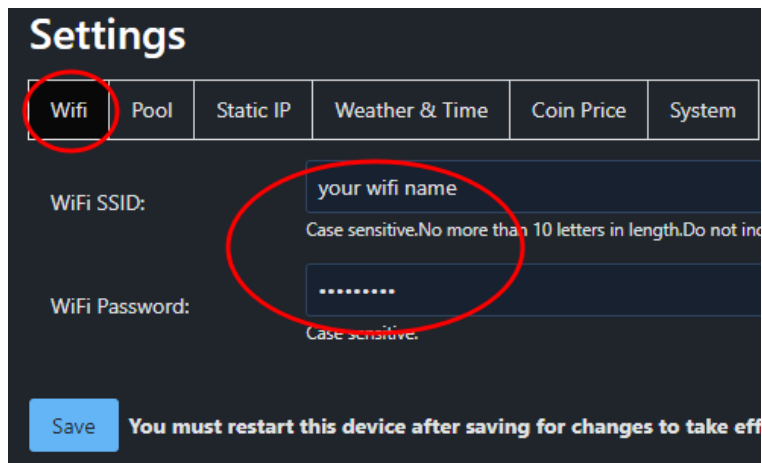 Settings
Wifi Pool Static IP Weather & Time Coin Price System
WiFi SSID:
your wifi name
Case sensitive.No more than 10 letters in length.Do not
WiFi Password:
•••••••••
Case sensitive.
Save You must restart this device after saving for changes to take